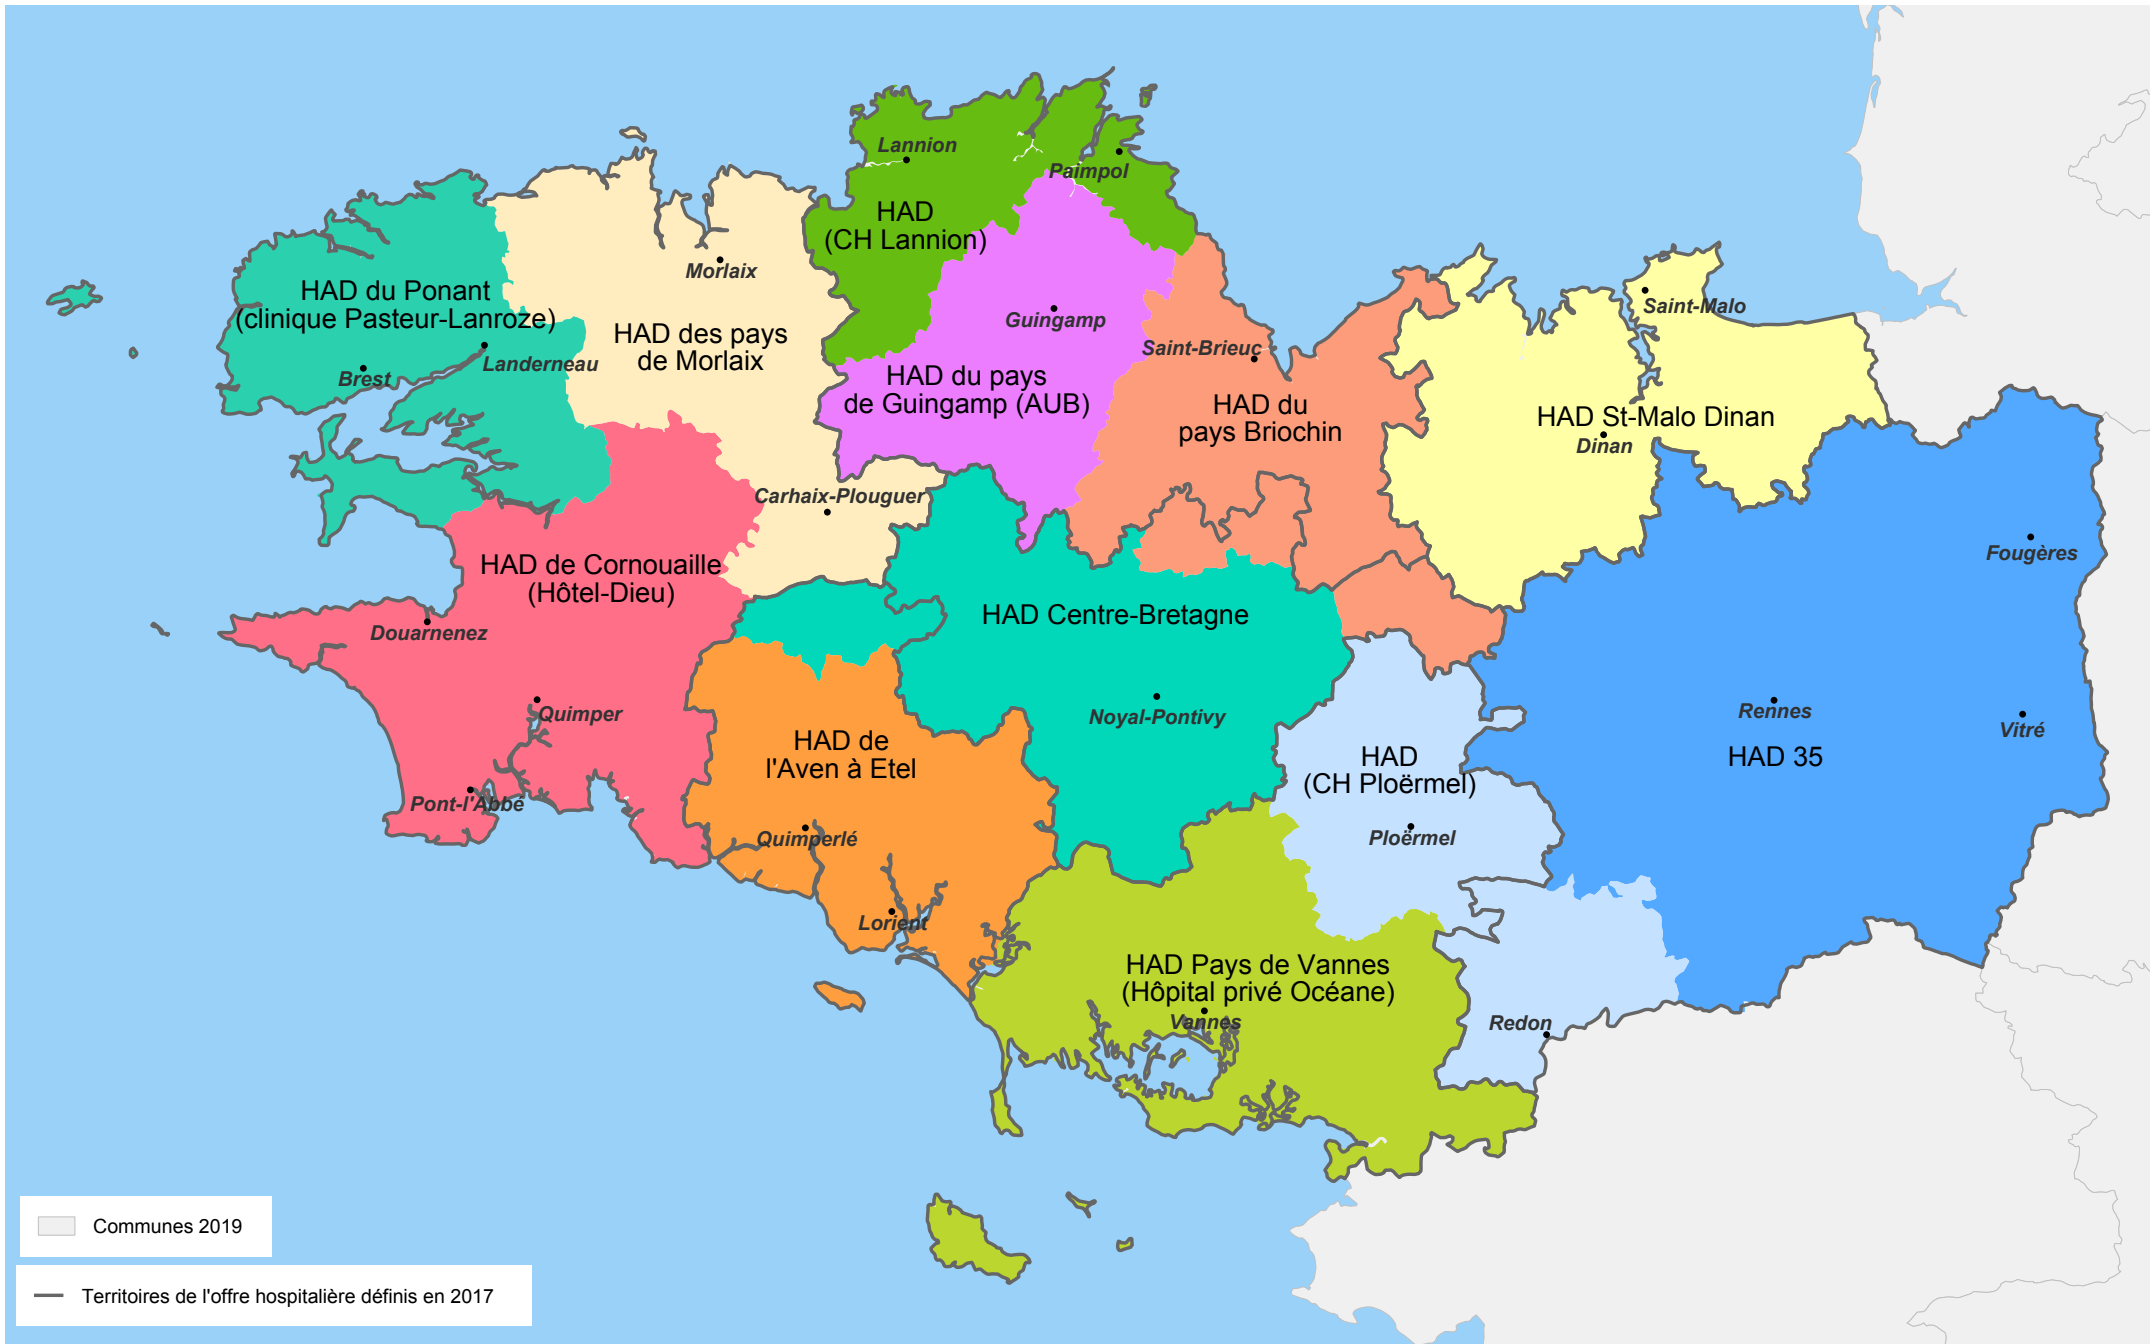 Lannion
Paimpol
HAD
(CH Lannion)
Morlaix
HAD du Ponant
(clinique Pasteur-Lanroze)
Saint-Malo
Guingamp
HAD des pays
de Morlaix
Saint-Brieuc
Landerneau
Brest
HAD du pays
de Guingamp (AUB)
HAD du
pays Briochin
HAD St-Malo Dinan
Dinan
Carhaix-Plouguer
Fougères
HAD de Cornouaille
(Hôtel-Dieu)
HAD Centre-Bretagne
Douarnenez
Quimper
Noyal-Pontivy
Rennes
Vitré
HAD de
l'Aven à Etel
HAD
(CH Ploërmel)
HAD 35
Pont-l'Abbé
Quimperlé
Ploërmel
Lorient
HAD Pays de Vannes
(Hôpital privé Océane)
Vannes
Redon
Communes 2019
Territoires de l'offre hospitalière définis en 2017